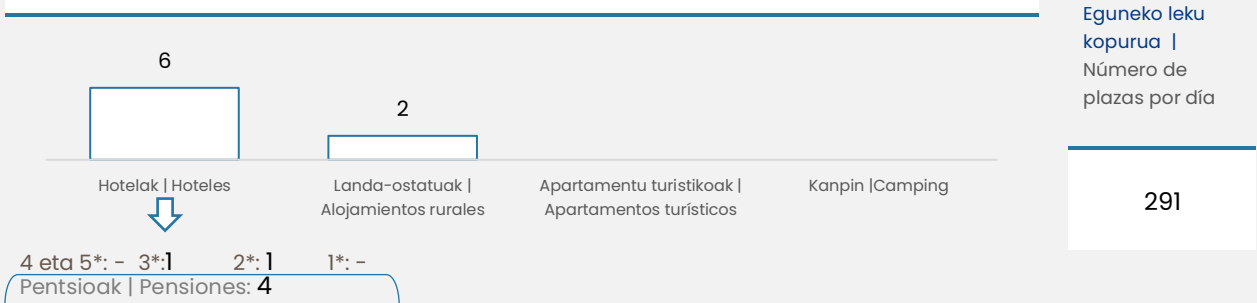 6
2
Hotelak | Hoteles
Landa-ostatuak |
Alojamientos rurales
Apartamentu turistikoak |
Apartamentos turísticos
Kanpin |Camping
4 eta 5*: - 3*:1 2*: 1 1*: -
Pentsioak | Pensiones: 4
Eguneko leku
kopurua |
Número de
plazas por día
291